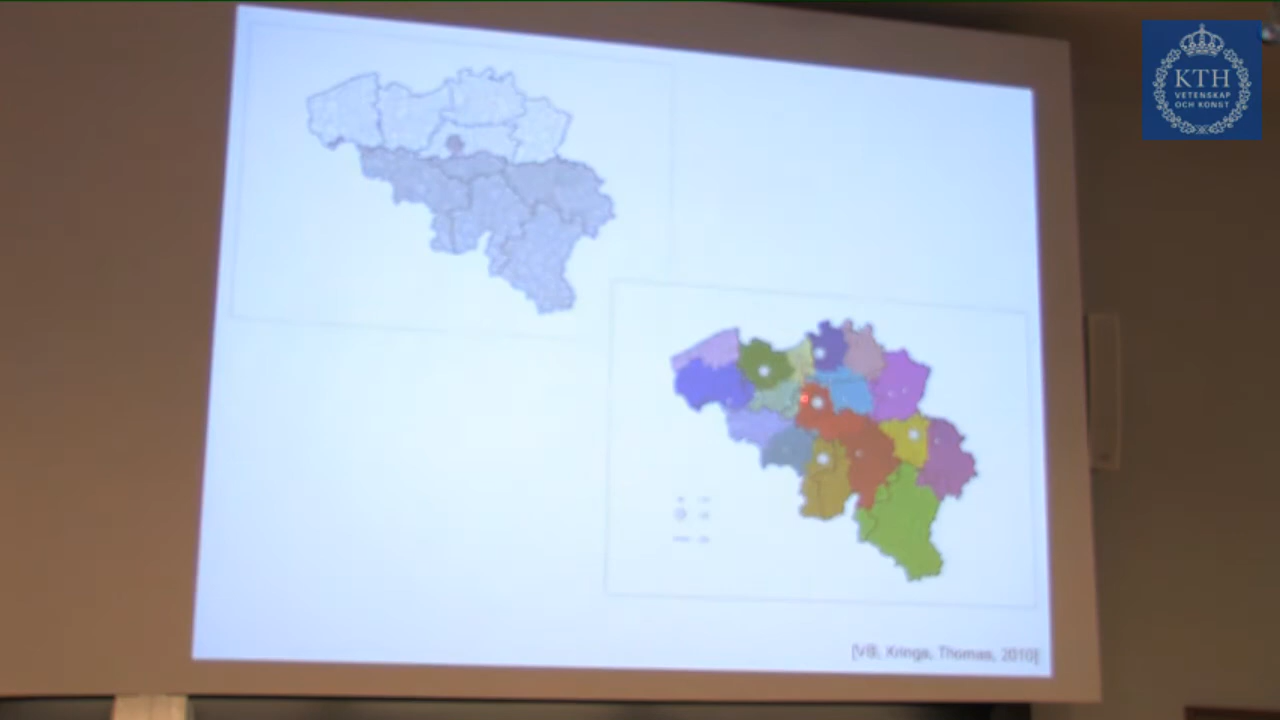 KTH
VETENSKAP
OCH KONST
[VB, Krings, Thomas, 2010]